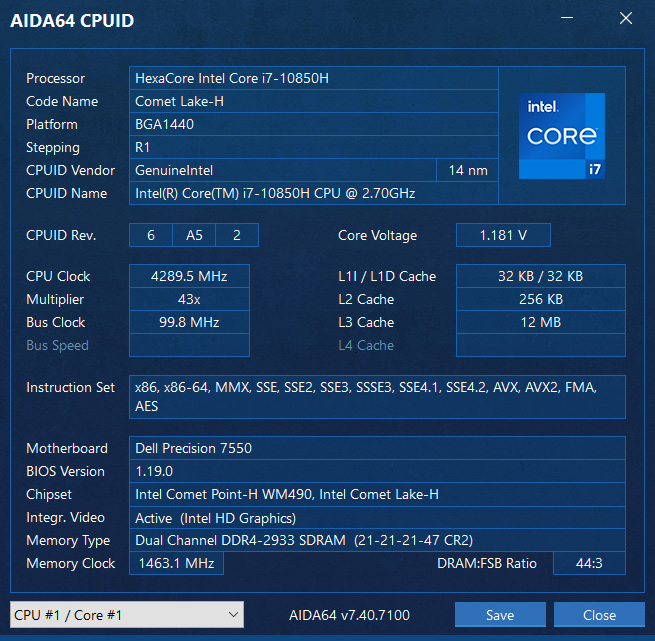 AIDA64 CPUID
Processor HexaCore Intel Core i7-10850H
Code Name Comet Lake-H
Platform BGA1440
Stepping R1
CPUID Vendor GenuineIntel 14 nm
CPUID Name Intel(R) Core(TM) i7-10850H CPU @ 2.70GHz
intel.
CORE
i7
CPUID Rev. 6 A5 2 Core Voltage 1.181 V
CPU Clock 4289.5 MHz L1I / L1D Cache 32 KB / 32 KB
Multiplier 43x L2 Cache 256 KB
Bus Clock 99.8 MHz L3 Cache 12 MB
Bus Speed L4 Cache
Instruction Set x86, x86-64, MMX, SSE, SSE2, SSE3, SSSE3, SSE4.1, SSE4.2, AVX, AVX2, FMA,
AES
Motherboard Dell Precision 7550
BIOS Version 1.19.0
Chipset Intel Comet Point-H WM490, Intel Comet Lake-H
Integr. Video Active (Intel HD Graphics)
Memory Type Dual Channel DDR4-2933 SDRAM (21-21-21-47 CR2)
Memory Clock 1463.1 MHz DRAM:FSB Ratio 44:3
CPU #1 / Core #1 AIDA64 v7.40.7100 Save Close